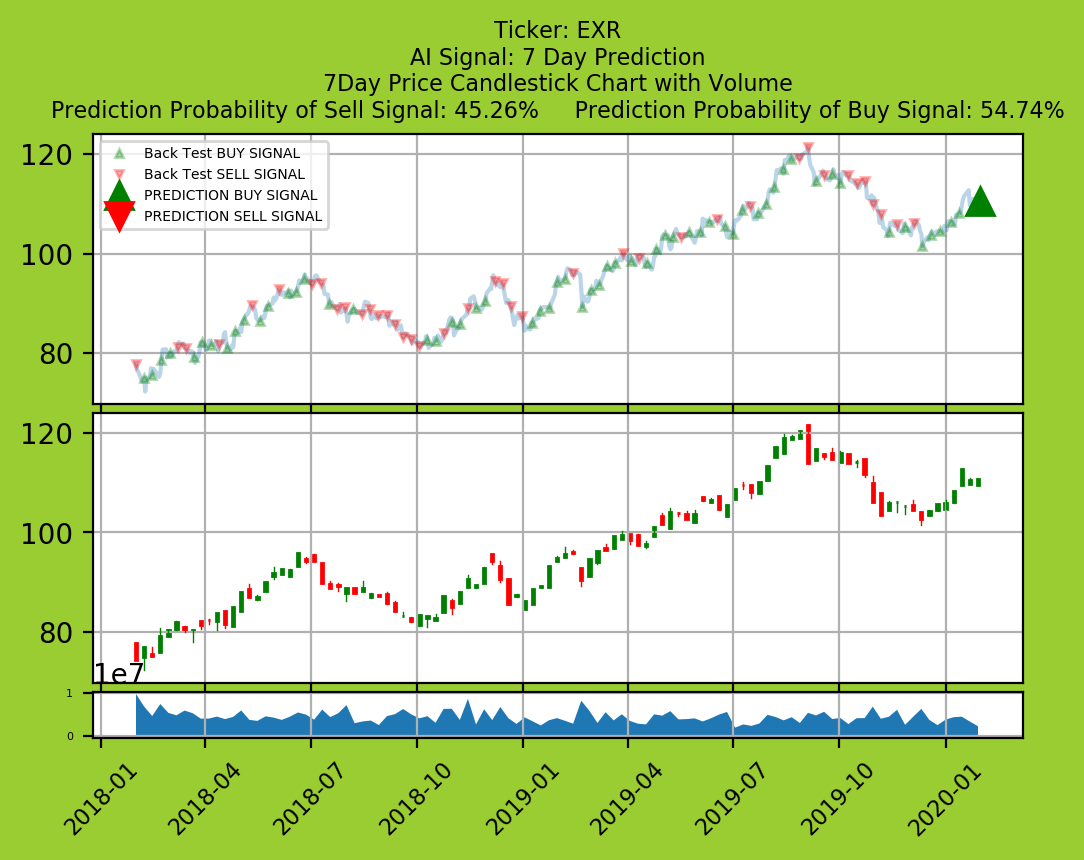 Ticker: EXR
AI Signal: 7 Day Prediction
7Day Price Candlestick Chart with Volume
Prediction Probability of Sell Signal: 45.26%     Prediction Probability of Buy Signal: 54.74%
120
100
80
Back Test BUY SIGNAL
Back Test SELL SIGNAL
PREDICTION BUY SIGNAL
PREDICTION SELL SIGNAL
120
100
80
1e7
1
0
2018-01
2018-04
2018-07
2018-10
2019-01
2019-04
2019-07
2019-10
2020-01